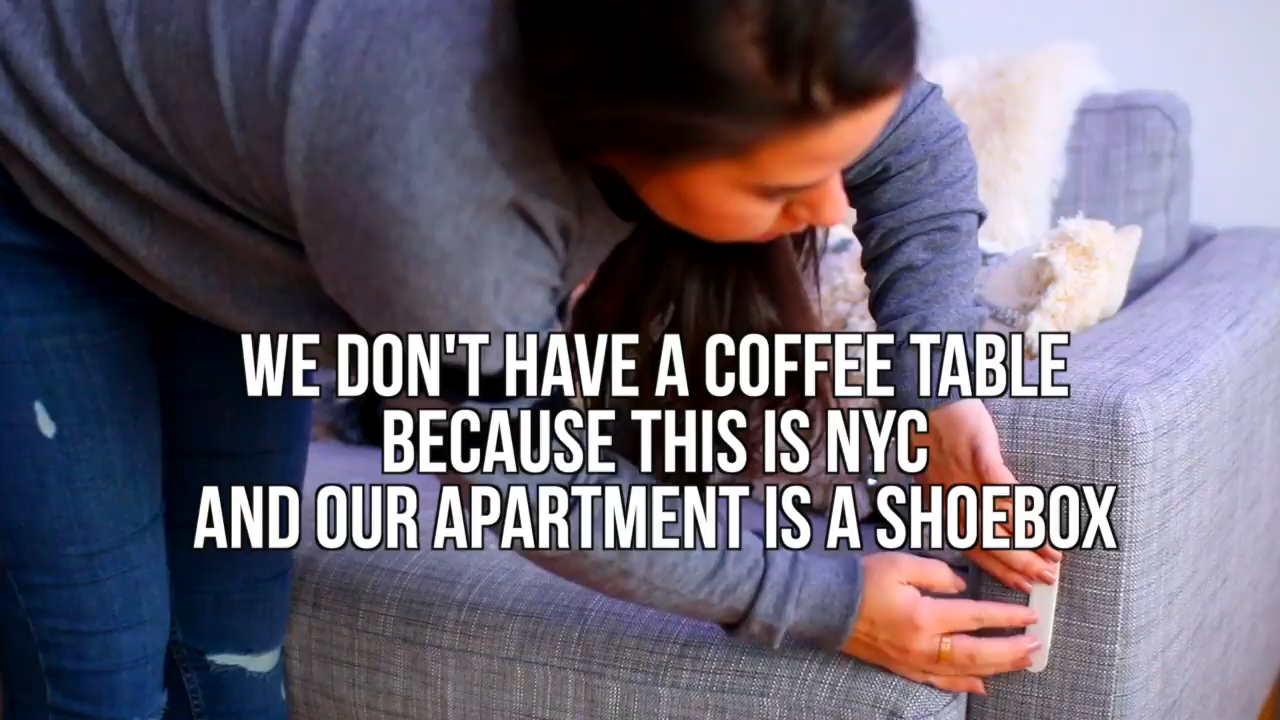 WE DON'T HAVE A COFFEE TABLE
BECAUSE THIS IS NYC
AND OUR APARTMENT IS A SHOEBOX